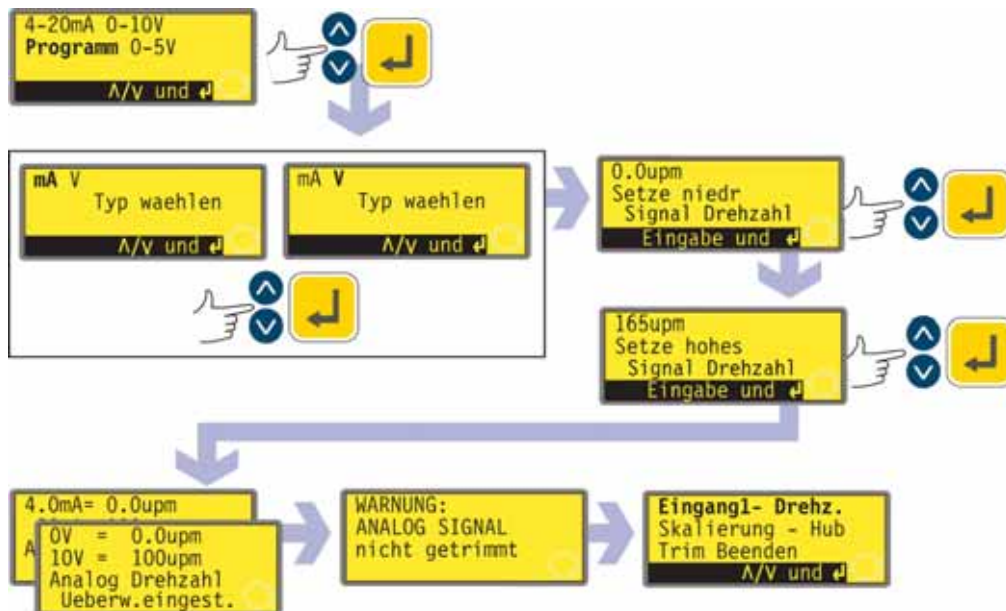 4-20mA 0-10V
Programm 0-5V
Λ/V und ↲
mA V
Typ waehlen
Λ/v und ↲
mA V
Typ waehlen
Λ/v und ↲
0.0upm
Setze niedr
Signal Drehzahl
Eingabe und ↲
165upm
Setze hohes
Signal Drehzahl
Eingabe und ↲
4.0mA= 0.0upm
A
0V = 0.0upm
10V = 100upm
Analog Drehzahl
Ueberw.eingest.
WARNUNG:
ANALOG SIGNAL
nicht getrimmt
Eingang1- Drehz.
Skalierung - Hub
Trim Beenden
Λ/V und ↲